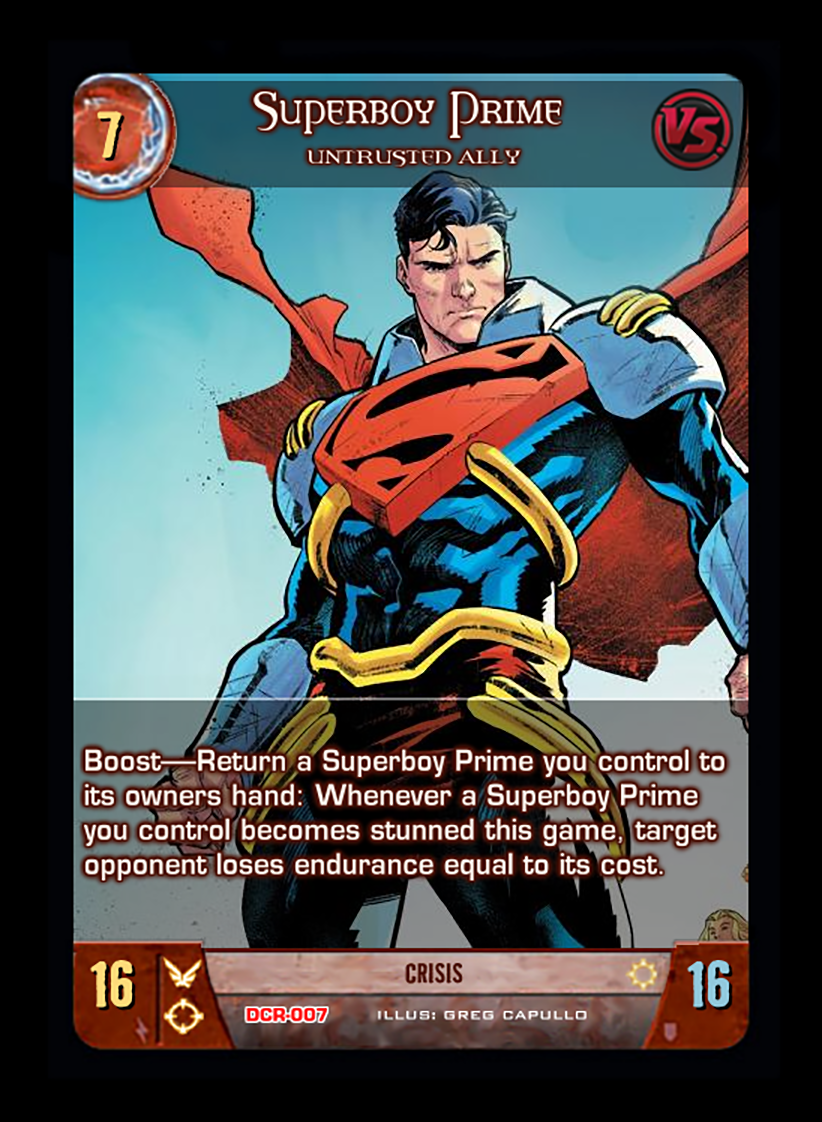 7
SUPERBOY PRIME
UNTRUSTED ALLY
VS.
Boost—Return a Superboy Prime you control to
its owners hand: Whenever a Superboy Prime
you control becomes stunned this game, target
opponent loses endurance equal to its cost.
16
CRISIS
16
DCR-007
ILLUS: GREG CAPULLO